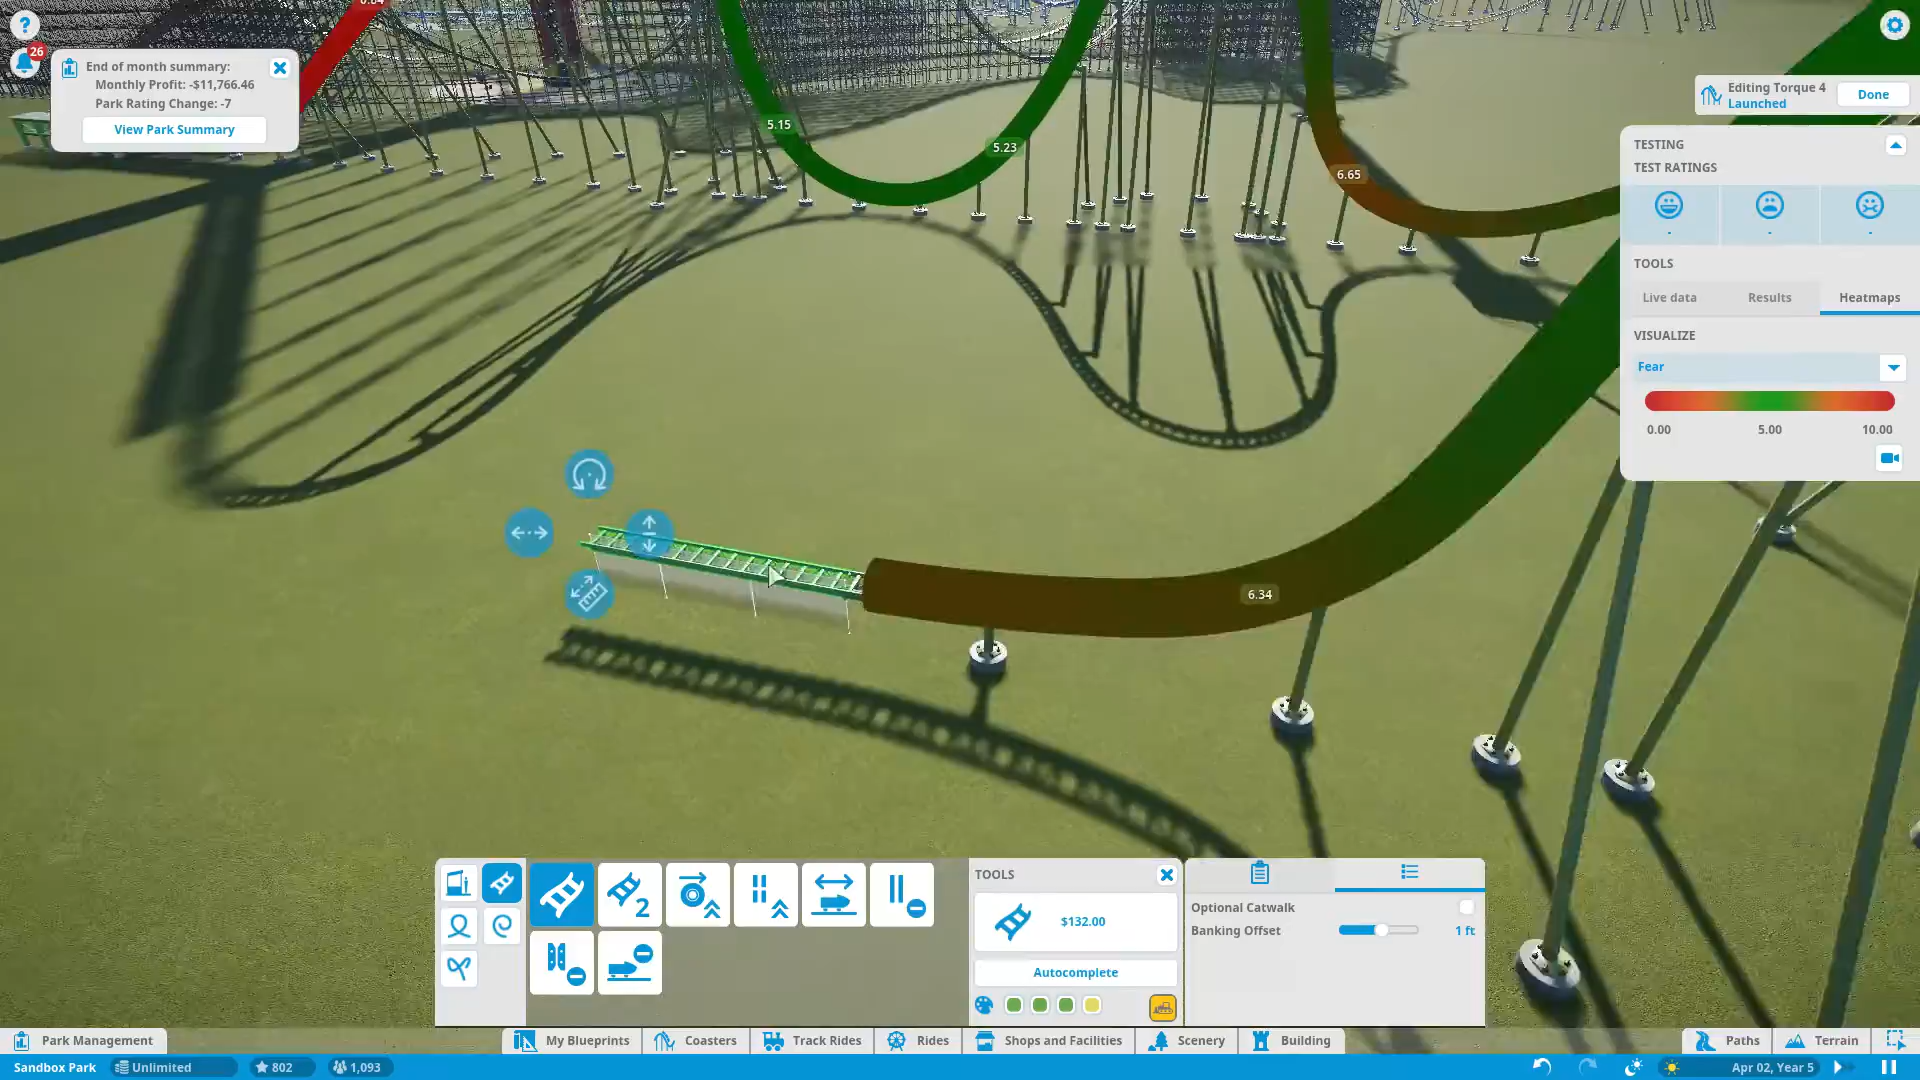 ?
26
End of month summary:
Monthly Profit: -$11,766.46
Park Rating Change: -7
View Park Summary
5.15
5.23
6.65
6.34
Editing Torque 4
Launched
Done
TESTING
TEST RATINGS
-
-
-
TOOLS
Live data
Results
Heatmaps
VISUALIZE
Fear
0.00
5.00
10.00
2
TOOLS
$132.00
Autocomplete
Optional Catwalk
Banking Offset
1 ft
Park Management
My Blueprints
Coasters
Track Rides
Rides
Shops and Facilities
Scenery
Building
Paths
Terrain
Sandbox Park
Unlimited
802
1,093
Apr 02, Year 5